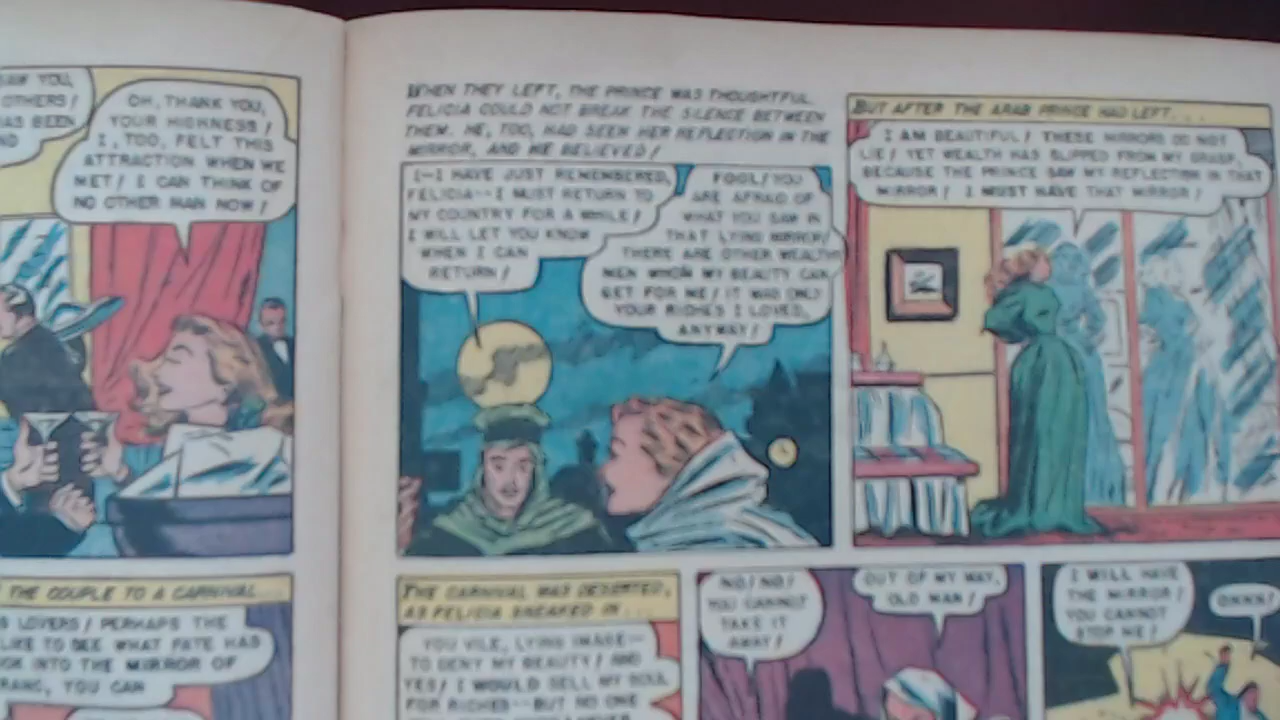 SAW YOU,
OTHERS!
HAS BEEN
OH, THANK YOU,
YOUR HIGHNESS!
I, TOO, FELT THIS
ATTRACTION WHEN WE
MET! I CAN THINK OF
NO OTHER MAN NOW!
THE COUPLE TO A CARNIVAL...
LOVERS! PERHAPS THE
LIKE TO SEE WHAT FATE HAS
INTO THE MIRROR OF
YOU CAN
WHEN THEY LEFT, THE PRINCE WAS THOUGHTFUL.
FELICIA COULD NOT BREAK THE SILENCE BETWEEN
THEM. HE, TOO, HAD SEEN HER REFLECTION IN THE
MIRROR, AND HE BELIEVED!
I--I HAVE JUST REMEMBERED,
FELICIA--I MUST RETURN TO
MY COUNTRY FOR A WHILE!
I WILL LET YOU KNOW
WHEN I CAN
RETURN!
FOOL! YOU
ARE AFRAID OF
WHAT YOU SAW IN
THAT LYING MIRROR!
THERE ARE OTHER WEALTHY
MEN WHOM MY BEAUTY CAN
GET FOR ME! IT WAS ONLY
YOUR RICHES I LOVED,
ANYWAY!
BUT AFTER THE ARAB PRINCE HAD LEFT...
I AM BEAUTIFUL! THESE MIRRORS DO NOT
LIE! YET WEALTH HAS SLIPPED FROM MY GRASP,
BECAUSE THE PRINCE SAW MY REFLECTION IN THAT
MIRROR! I MUST HAVE THAT MIRROR!
THE CARNIVAL WAS DESERTED,
AS FELICIA SNEAKED IN...
YOU VILE, LYING IMAGE--
TO DENY MY BEAUTY! AND
YES! I WOULD SELL MY SOUL
FOR RICHES--BUT NO ONE
NO! NO!
YOU CANNOT
TAKE IT
AWAY!
OUT OF MY WAY,
OLD MAN!
I WILL HAVE
THE MIRROR!
YOU CANNOT
STOP ME!